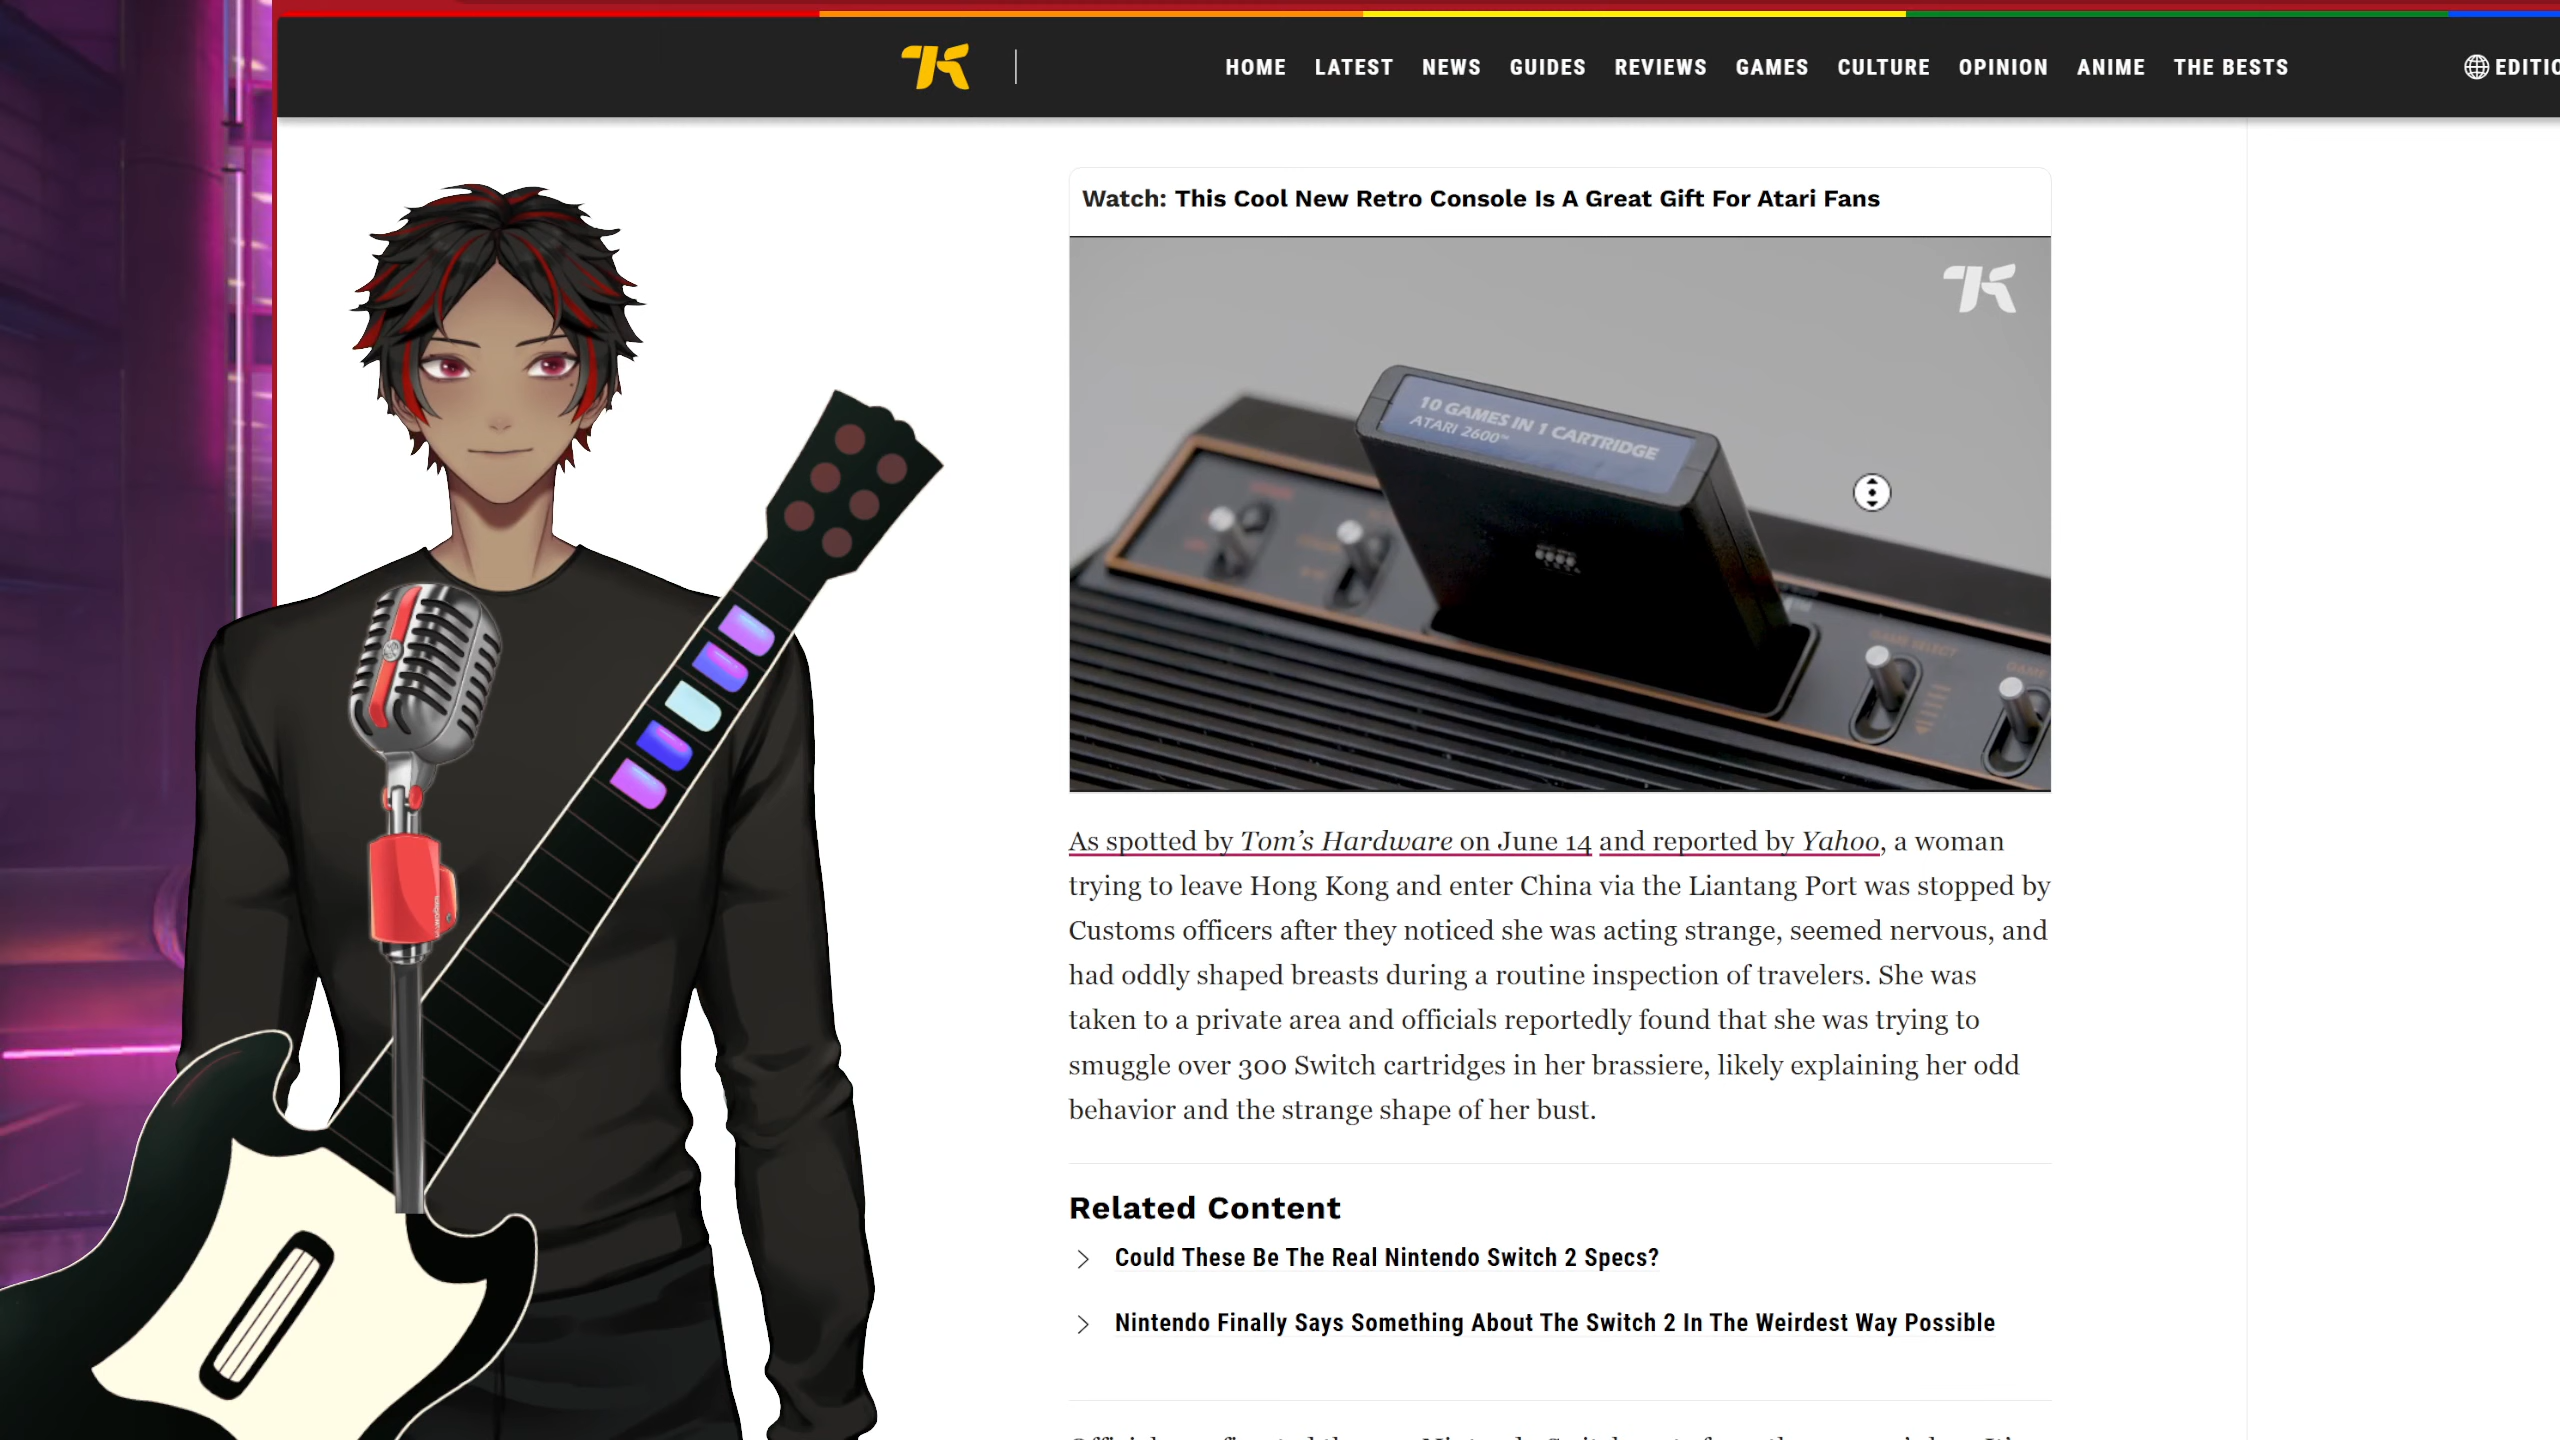 HOME LATEST NEWS GUIDES REVIEWS GAMES CULTURE OPINION ANIME THE BESTS EDITIO
Watch: This Cool New Retro Console Is A Great Gift For Atari Fans
10 GAMES IN 1 CARTRIDGE
ATARI 2600™
GAME SELECT
GAME
As spotted by Tom’s Hardware on June 14 and reported by Yahoo, a woman
trying to leave Hong Kong and enter China via the Liantang Port was stopped by
Customs officers after they noticed she was acting strange, seemed nervous, and
had oddly shaped breasts during a routine inspection of travelers. She was
taken to a private area and officials reportedly found that she was trying to
smuggle over 300 Switch cartridges in her brassiere, likely explaining her odd
behavior and the strange shape of her bust.
Related Content
Could These Be The Real Nintendo Switch 2 Specs?
Nintendo Finally Says Something About The Switch 2 In The Weirdest Way Possible